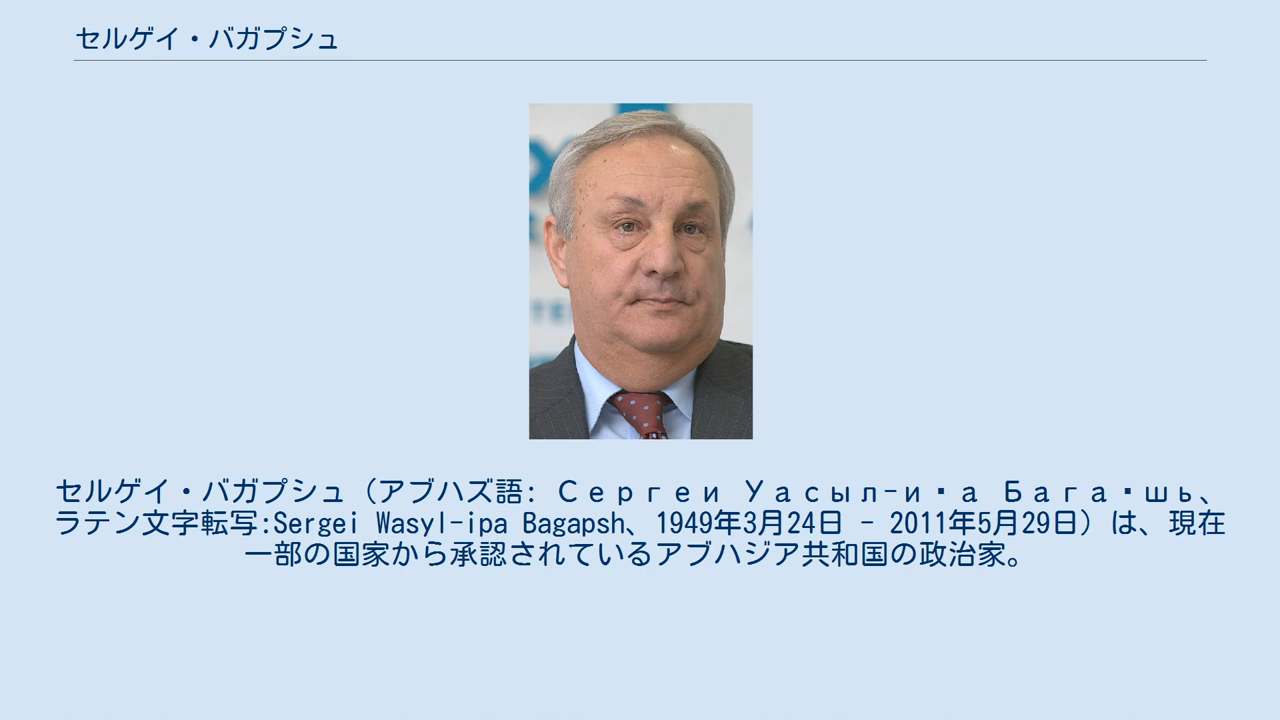 セルゲイ・バガプシュ
セルゲイ・バガプシュ（アブハズ語: Сергеи Уасыл-и・а Бага・шь、
ラテン文字転写:Sergei Wasyl-ipa Bagapsh、1949年3月24日 - 2011年5月29日）は、現在
一部の国家から承認されているアブハジア共和国の政治家。